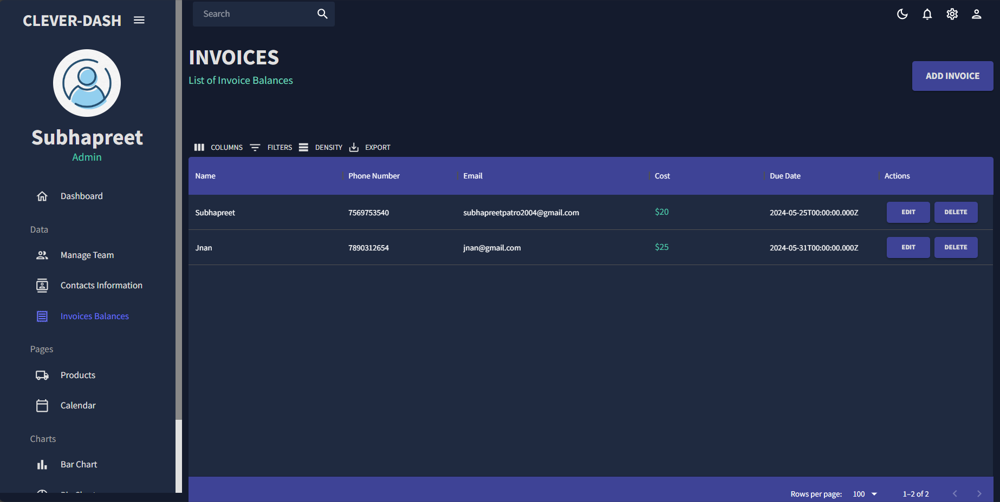 CLEVER-DASH
Subhapreet
Admin
Dashboard
Data
Manage Team
Contacts Information
Invoices Balances
Pages
Products
Calendar
Charts
Bar Chart
Search
INVOICES
List of Invoice Balances
ADD INVOICE
COLUMNS FILTERS DENSITY EXPORT
Name Phone Number Email Cost Due Date Actions
Subhapreet 7569753540 subhapreetpatro2004@gmail.com $20 2024-05-25T00:00:00.000Z EDIT DELETE
Jnan 7890312654 jnan@gmail.com $25 2024-05-31T00:00:00.000Z EDIT DELETE
Rows per page: 100 1–2 of 2